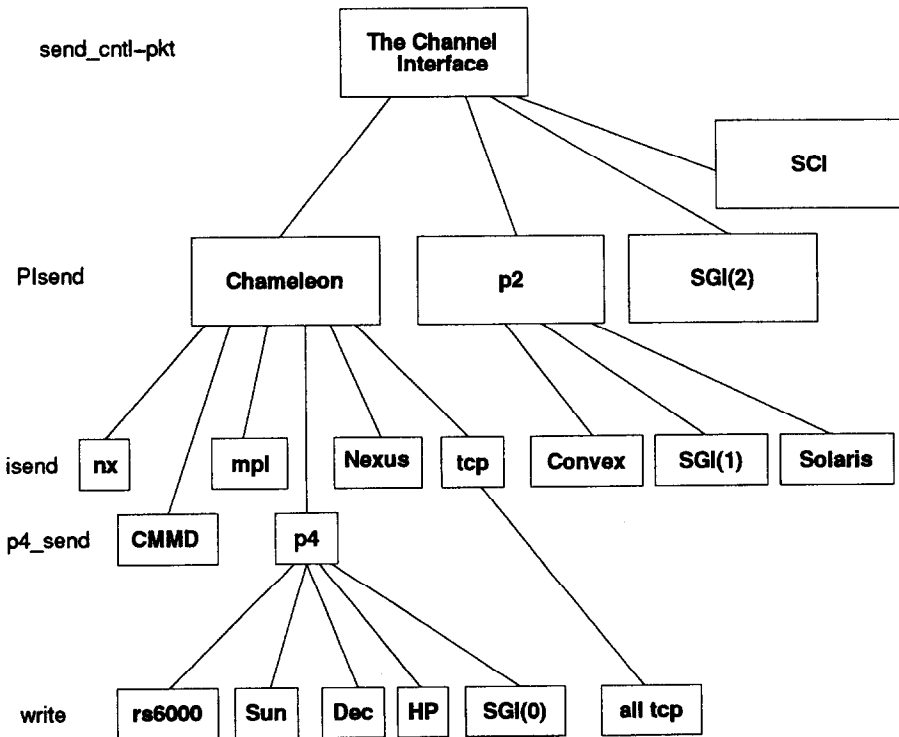 send_cntl-pkt
The Channel
Interface
SCI
PIsend
Chameleon
p2
SGI(2)
isend
nx
mpl
Nexus
tcp
Convex
SGI(1)
Solaris
p4_send
CMMD
p4
write
rs6000
Sun
Dec
HP
SGI(0)
all tcp